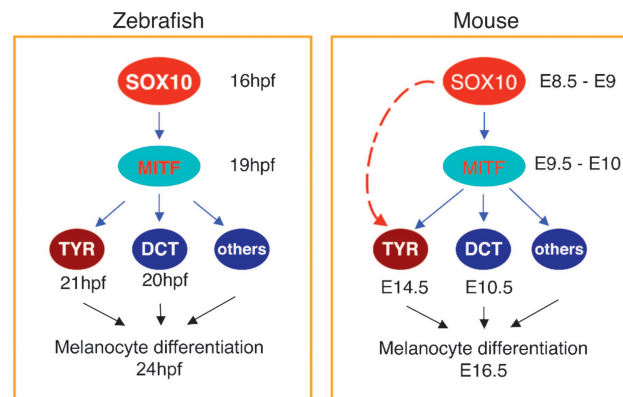 Zebrafish
SOX10
16hpf
MITF
19hpf
TYR
DCT
others
21hpf
20hpf
Melanocyte differentiation
24hpf
Mouse
SOX10
E8.5 - E9
MITF
E9.5 - E10
TYR
DCT
others
E14.5
E10.5
Melanocyte differentiation
E16.5